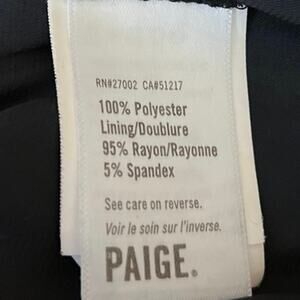 RN#27002 CA#51217
100% Polyester
Lining/Doublure
95% Rayon/Rayonne
5% Spandex
See care on reverse.
Voir le soin sur l'inverse.
PAIGE.